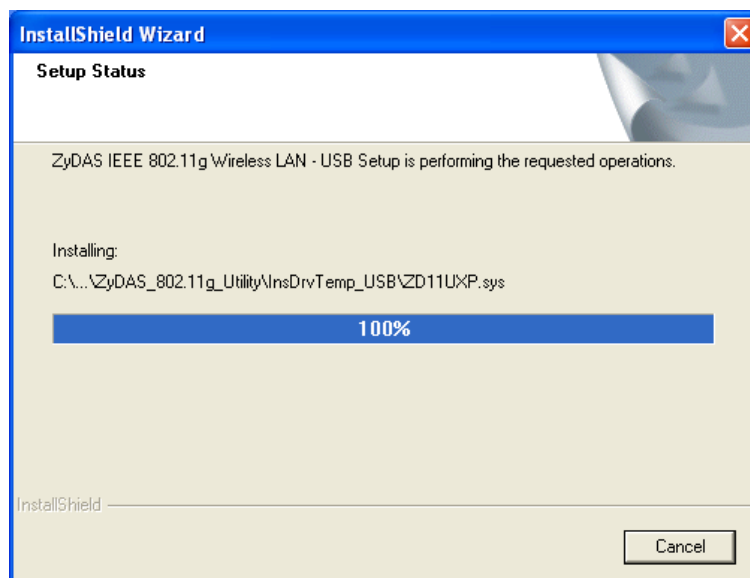 InstallShield Wizard
Setup Status
ZyDAS IEEE 802.11g Wireless LAN - USB Setup is performing the requested operations.
Installing:
C:\...\ZyDAS_802.11g_Utility\InsDrvTemp_USB\ZD11UXP.sys
100%
InstallShield
Cancel